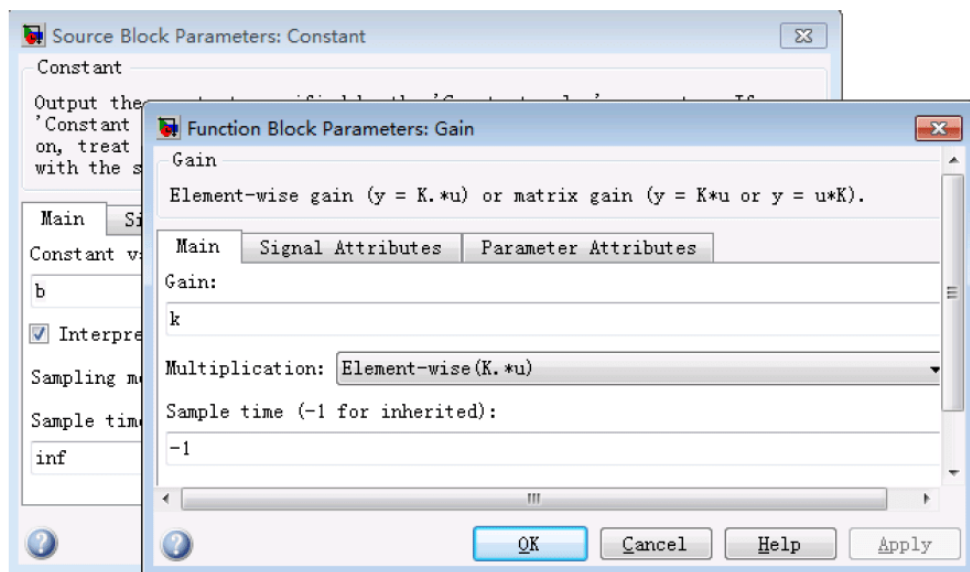 Source Block Parameters: Constant
Constant
Output the
'Constant
on, treat
with the s
Main
Constant v
b
Interpre
Sampling m
Sample tim
inf
Function Block Parameters: Gain
Gain
Element-wise gain (y = K.*u) or matrix gain (y = K*u or y = u*K).
Main Signal Attributes Parameter Attributes
Gain:
k
Multiplication: Element-wise(K.*u)
Sample time (-1 for inherited):
-1
OK Cancel Help Apply